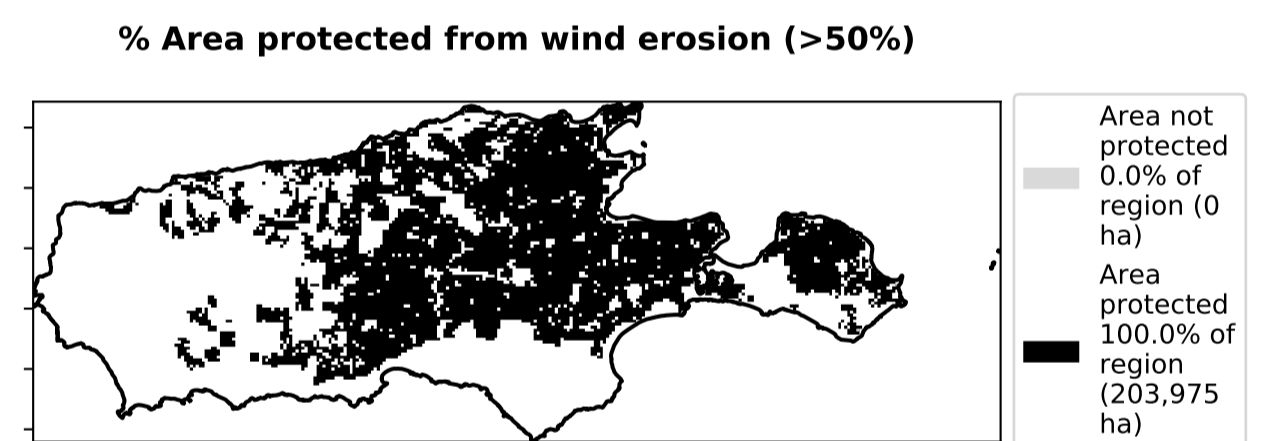 % Area protected from wind erosion (>50%)
Area not
protected
0.0% of
region (0
ha)
Area
protected
100.0% of
region
(203,975
ha)